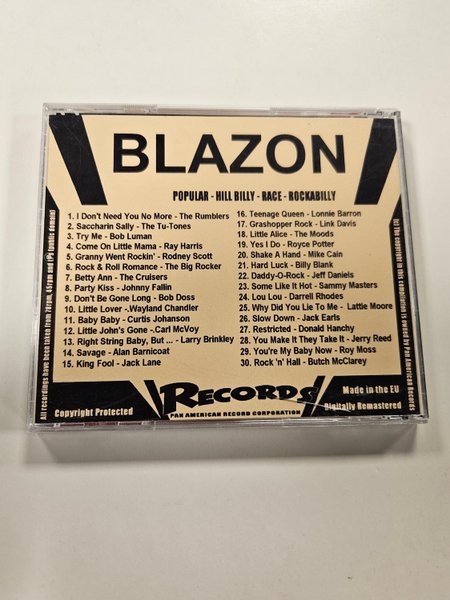 BLAZON
POPULAR - HILL BILLY - RACE - ROCKABILLY
1. I Don't Need You No More - The Rumblers
2. Saccharin Sally - The Tu-Tones
3. Try Me - Bob Luman
4. Come On Little Mama - Ray Harris
5. Granny Went Rockin' - Rodney Scott
6. Rock & Roll Romance - The Big Rocker
7. Betty Ann - The Cruisers
8. Party Kiss - Johnny Fallin
9. Don't Be Gone Long - Bob Doss
10. Little Lover -Wayland Chandler
11. Baby Baby - Curtis Johanson
12. Little John's Gone -.Carl McVoy
13. Right String Baby, But ... - Larry Brinkley
14. Savage - Alan Barnicoat
15. King Fool - Jack Lane
16. Teenage Queen - Lonnie Barron
17. Grashopper Rock - Link Davis
18. Little Alice - The Moods
19. Yes I Do - Royce Potter
20. Shake A Hand - Mike Cain
21. Hard Luck - Billy Blank
22. Daddy-O-Rock - Jeff Daniels
23. Some Like It Hot - Sammy Masters
24. Lou Lou - Darrell Rhodes
25. Why Did You Lie To Me - Lattie Moore
26. Slow Down - Jack Earls
27. Restricted - Donald Hanchy
28. You Make It They Take It - Jerry Reed
29. You're My Baby Now - Roy Moss
30. Rock 'n' Hall - Butch McClarey
All recordings have been taken from 78rpm, 45rpm and (P) (public domain)
(c) The copyright in this compilation is owned by Pan American Records
Copyright Protected
RECORDS
PAN AMERICAN RECORD CORPORATION
Made in the EU
Digitally Remastered